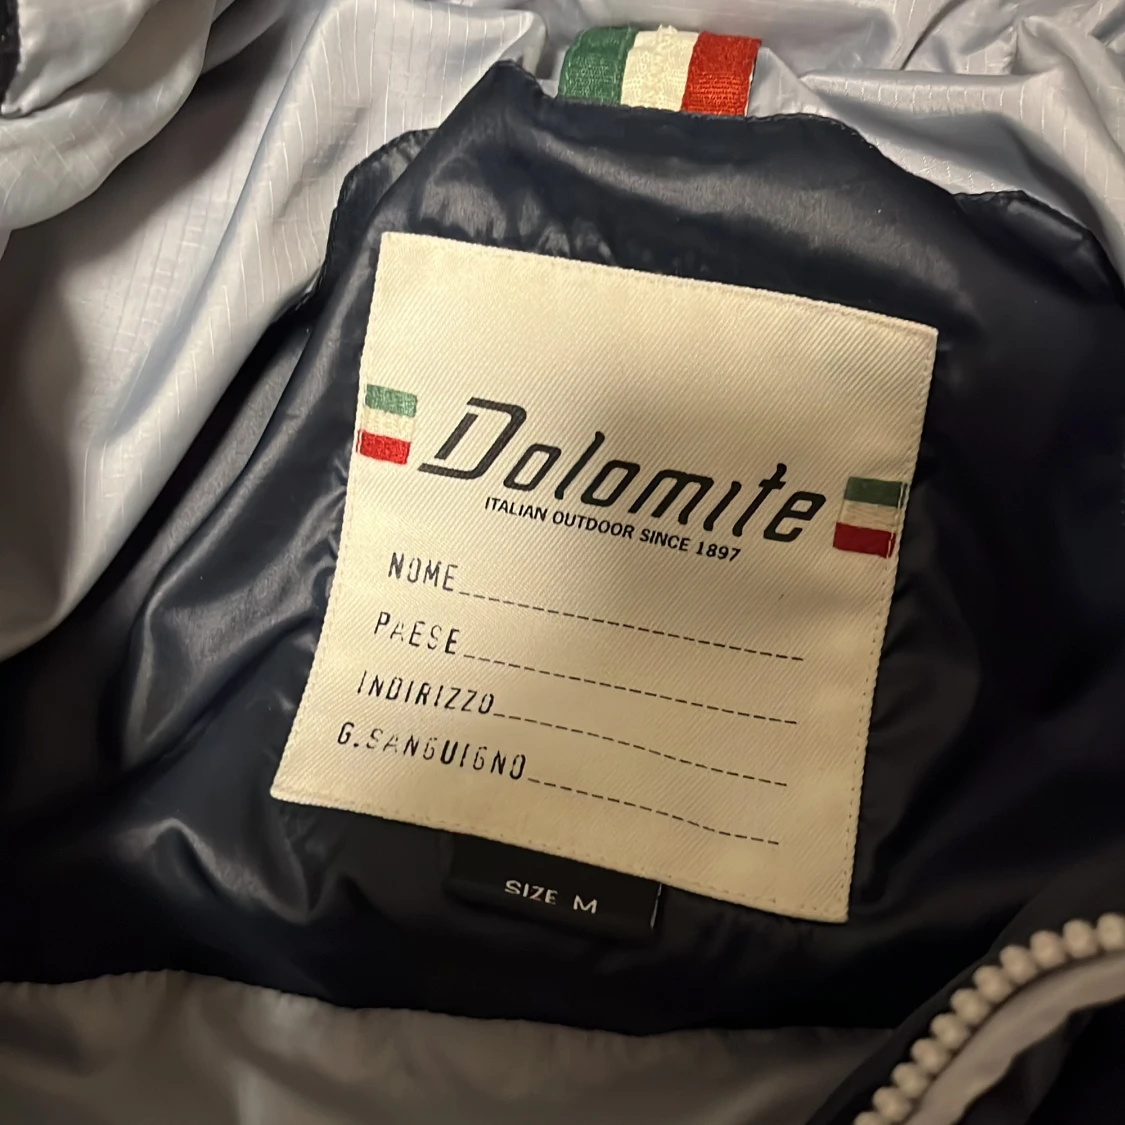 Dolomite
ITALIAN OUTDOOR SINCE 1897
NOME
PAESE
INDIRIZZO
G.SANGUIGNO
SIZE M